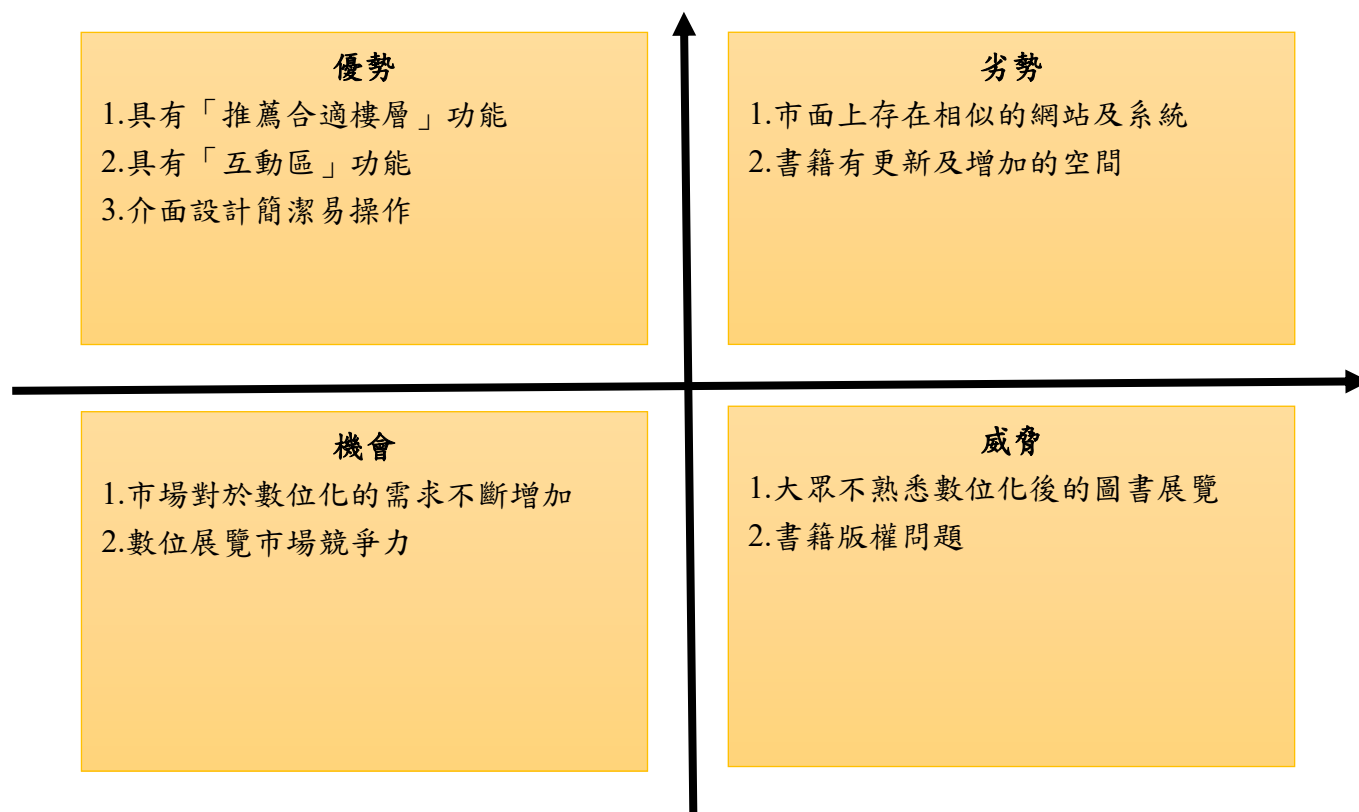 優勢
1.具有「推薦合適樓層」功能
2.具有「互動區」功能
3.介面設計簡潔易操作
劣勢
1.市面上存在相似的網站及系統
2.書籍有更新及增加的空間
機會
1.市場對於數位化的需求不斷增加
2.數位展覽市場競爭力
威脅
1.大眾不熟悉數位化後的圖書展覽
2.書籍版權問題